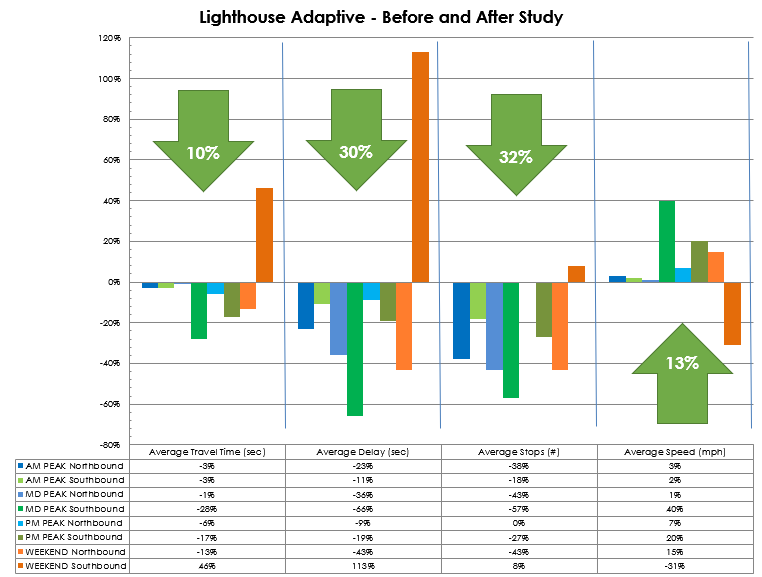 Lighthouse Adaptive - Before and After Study
120%
100%
80%
60%
40%
20%
0%
-20%
-40%
-60%
-80%
10%
30%
32%
13%
Average Travel Time (sec) Average Delay (sec) Average Stops (#) Average Speed (mph)
AM PEAK Northbound -3% -23% -38% 3%
AM PEAK Southbound -3% -11% -18% 2%
MD PEAK Northbound -1% -36% -43% 1%
MD PEAK Southbound -28% -66% -57% 40%
PM PEAK Northbound -6% -9% 0% 7%
PM PEAK Southbound -17% -19% -27% 20%
WEEKEND Northbound -13% -43% -43% 15%
WEEKEND Southbound 46% 113% 8% -31%